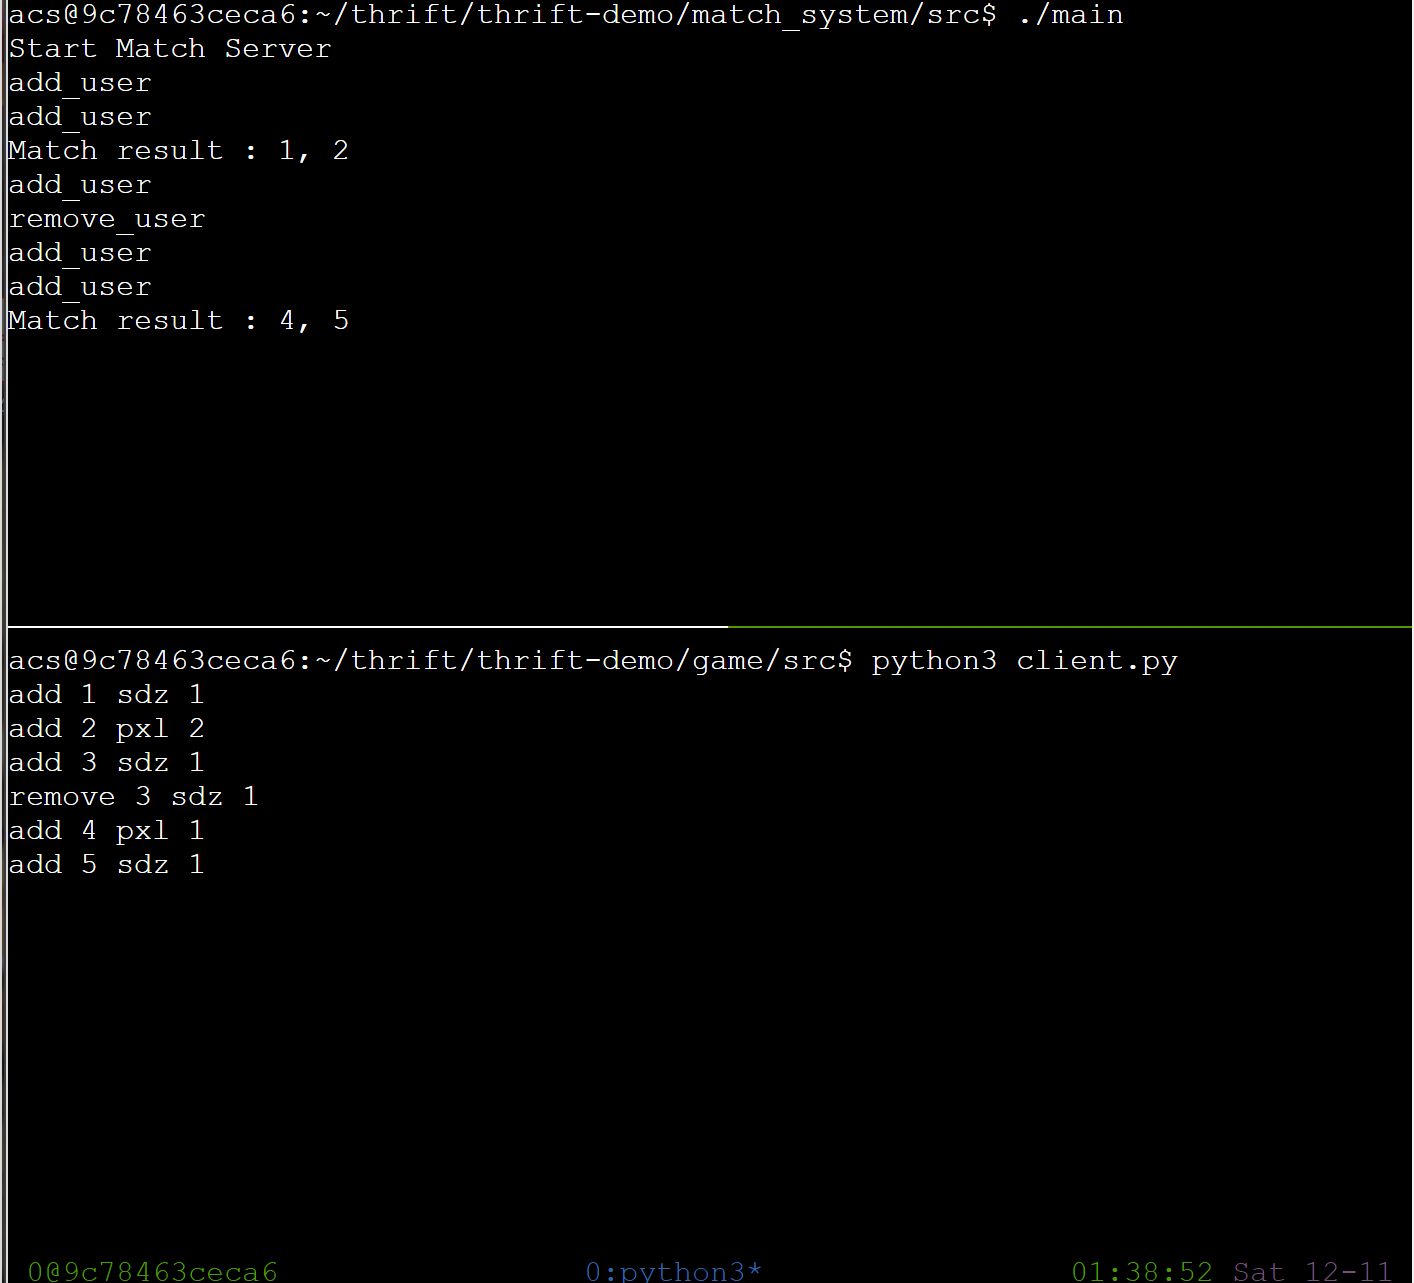 acs@9c78463ceca6:~/thrift/thrift-demo/match_system/src$ ./main
Start Match Server
add_user
add_user
Match result : 1, 2
add_user
remove_user
add_user
add_user
Match result : 4, 5
acs@9c78463ceca6:~/thrift/thrift-demo/game/src$ python3 client.py
add 1 sdz 1
add 2 pxl 2
add 3 sdz 1
remove 3 sdz 1
add 4 pxl 1
add 5 sdz 1
0@9c78463ceca6 0:python3* 01:38:52 Sat 12-11